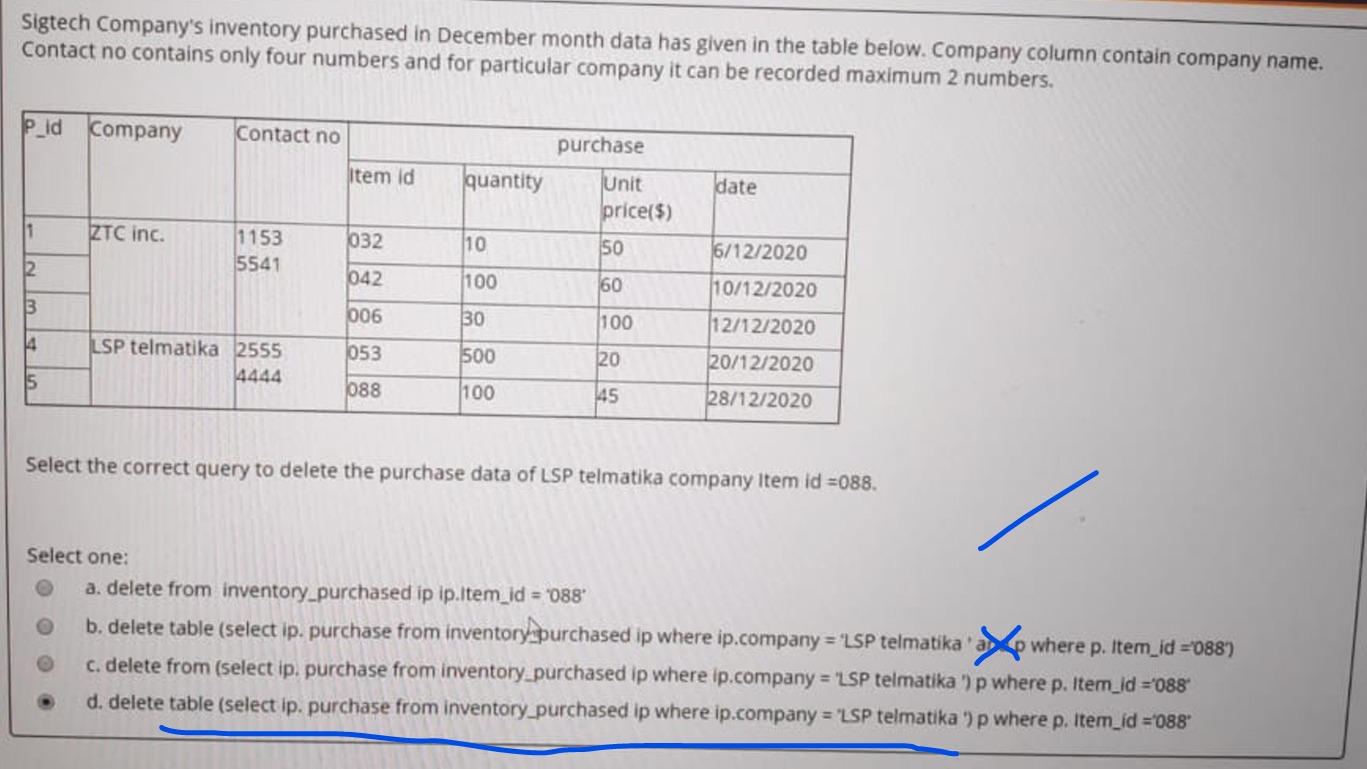 Sigtech Company's inventory purchased in December month data has given in the table below. Company column contain company name.
Contact no contains only four numbers and for particular company it can be recorded maximum 2 numbers.
P_id Company Contact no purchase
Item id quantity Unit price($) date
1 ZTC inc. 1153 5541 032 10 50 6/12/2020
2 042 100 60 10/12/2020
3 006 30 100 12/12/2020
4 LSP telmatika 2555 4444 053 500 20 20/12/2020
5 088 100 45 28/12/2020
Select the correct query to delete the purchase data of LSP telmatika company Item id =088.
Select one:
a. delete from inventory_purchased ip ip.Item_id = '088'
b. delete table (select ip. purchase from inventory_purchased ip where ip.company = 'LSP telmatika ' p where p. Item_id ='088')
c. delete from (select ip. purchase from inventory_purchased ip where ip.company = 'LSP telmatika ') p where p. Item_id ='088'
d. delete table (select ip. purchase from inventory_purchased ip where ip.company = 'LSP telmatika ') p where p. Item_id ='088'